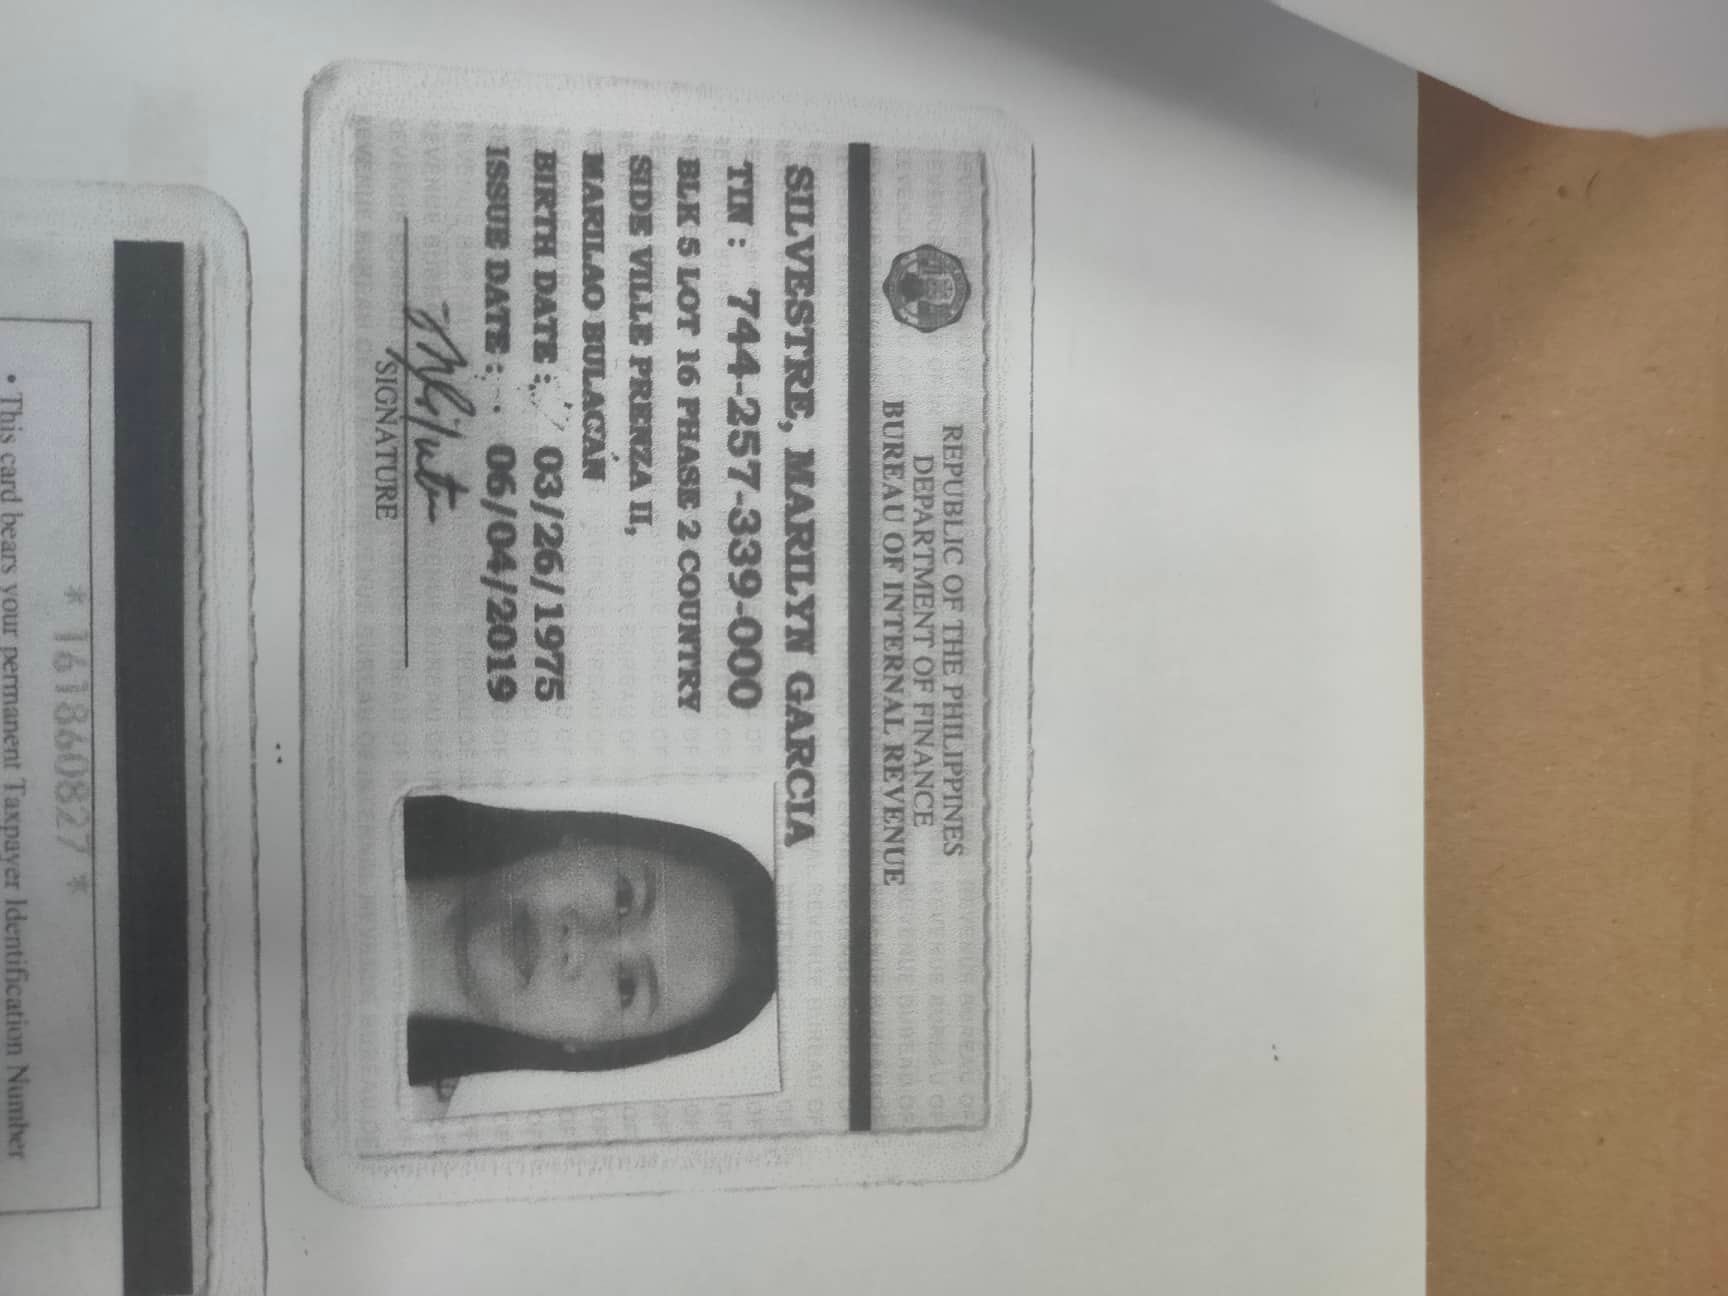 REPUBLIC OF THE PHILIPPINES
DEPARTMENT OF FINANCE
BUREAU OF INTERNAL REVENUE
SILVESTRE, MARILYN GARCIA
TIN : 744-257-339-000
BLK 5 LOT 16 PHASE 2 COUNTRY
SIDE VILLE PRENZA II,
MARILAO BULACAN
BIRTH DATE : 03/26/1975
ISSUE DATE : 06/04/2019
SIGNATURE
* 161860827 *
• This card bears your permanent Taxpayer Identification Number